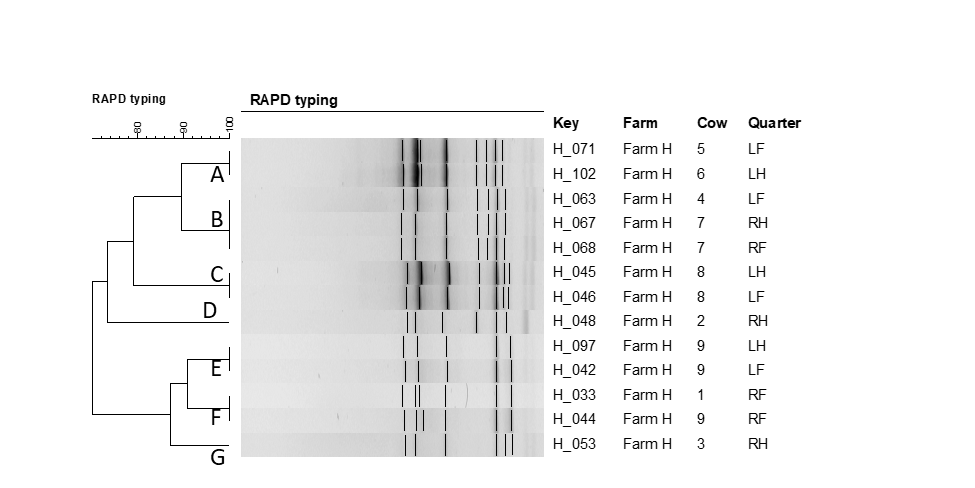 RAPD typing
RAPD typing
80 90 100
Key Farm Cow Quarter
H_071 Farm H 5 LF
A H_102 Farm H 6 LH
H_063 Farm H 4 LF
B H_067 Farm H 7 RH
H_068 Farm H 7 RF
C H_045 Farm H 8 LH
H_046 Farm H 8 LF
D H_048 Farm H 2 RH
H_097 Farm H 9 LH
E H_042 Farm H 9 LF
H_033 Farm H 1 RF
F H_044 Farm H 9 RF
H_053 Farm H 3 RH
G